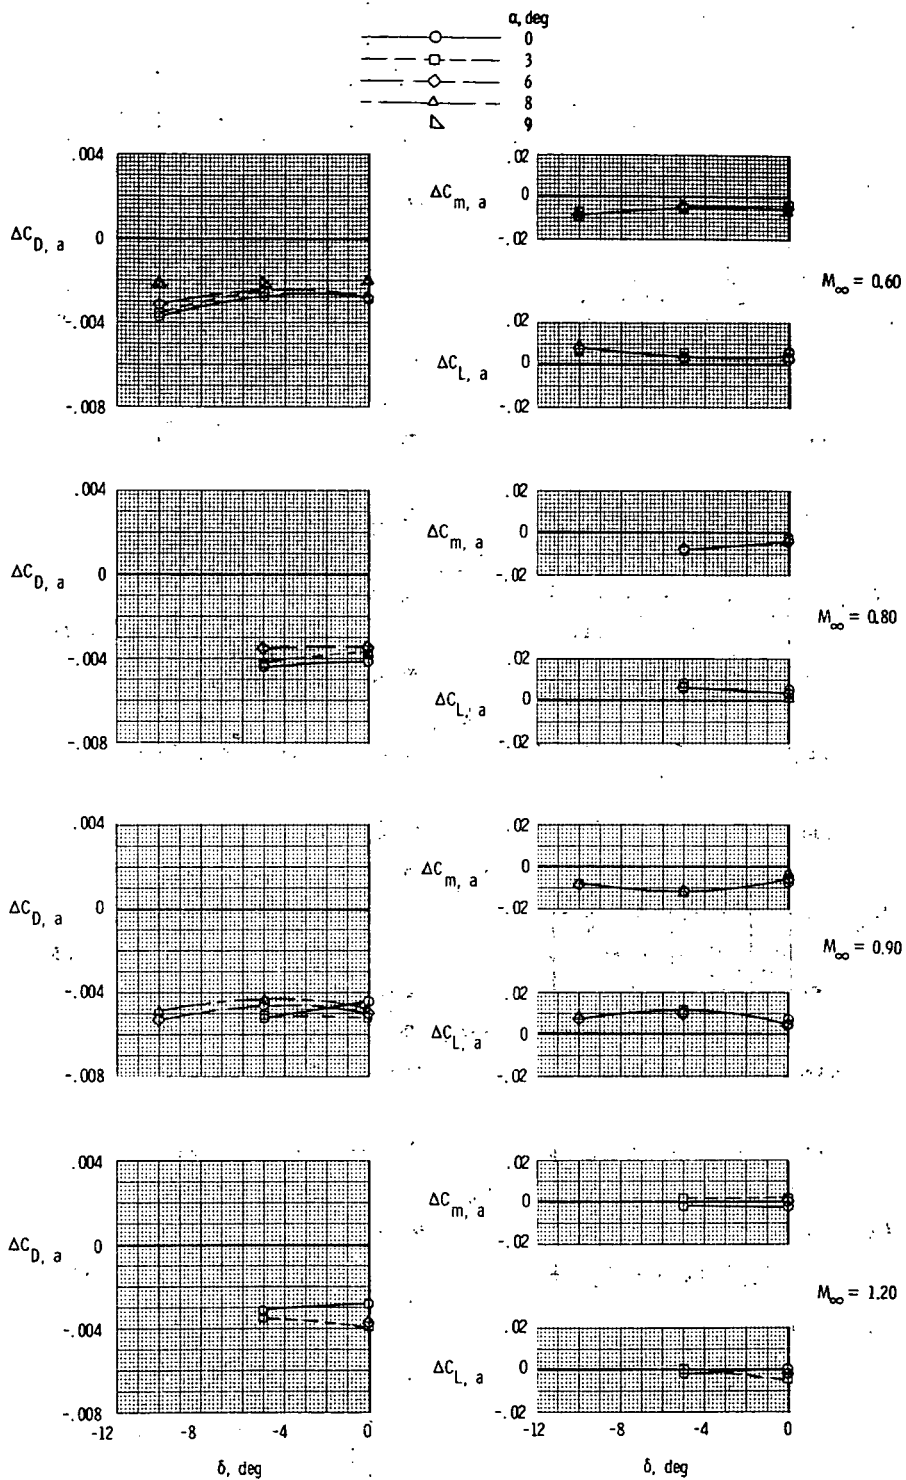 α, deg
0
3
6
8
9
.004
ΔC_D, a
0
-.004
-.008
.02
ΔC_m, a
0
-.02
M∞ = 0.60
.02
ΔC_L, a
0
-.02
.004
ΔC_D, a
0
-.004
-.008
.02
ΔC_m, a
0
-.02
M∞ = 0.80
.02
ΔC_L, a
0
-.02
.004
ΔC_D, a
0
-.004
-.008
.02
ΔC_m, a
0
-.02
M∞ = 0.90
.02
ΔC_L, a
0
-.02
.004
ΔC_D, a
0
-.004
-.008
-12 -8 -4 0
δ, deg
.02
ΔC_m, a
0
-.02
M∞ = 1.20
.02
ΔC_L, a
0
-.02
-12 -8 -4 0
δ, deg